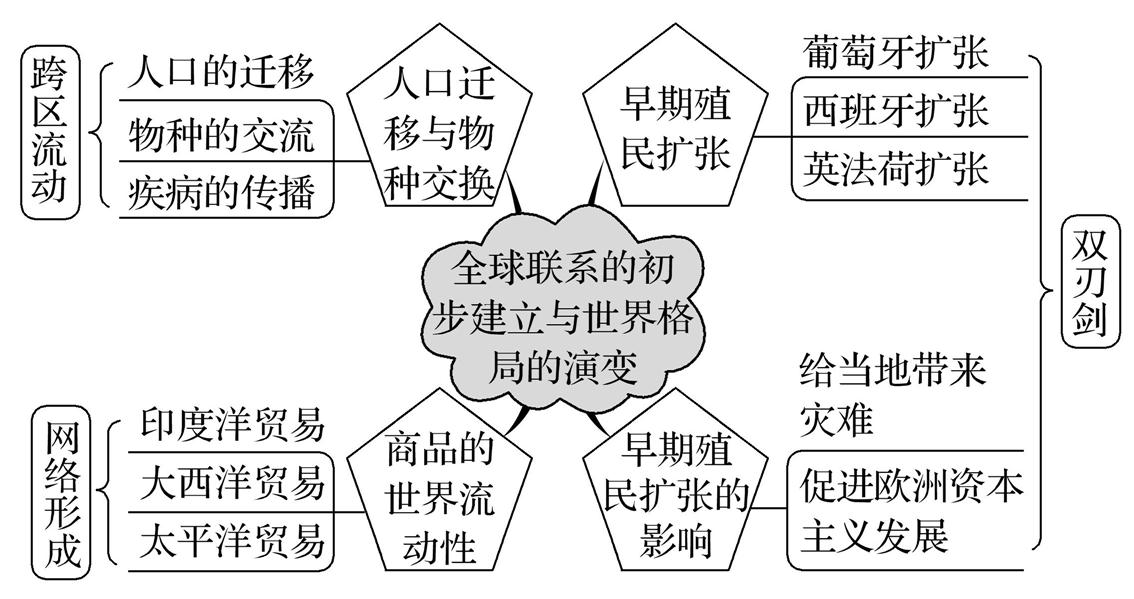 跨区流动
人口的迁移
物种的交流
疾病的传播
人口迁
移与物
种交换
早期殖
民扩张
葡萄牙扩张
西班牙扩张
英法荷扩张
双刃剑
全球联系的初
步建立与世界格
局的演变
网络形成
印度洋贸易
大西洋贸易
太平洋贸易
商品的
世界流
动性
早期殖
民扩张的
影响
给当地带来
灾难
促进欧洲资本
主义发展